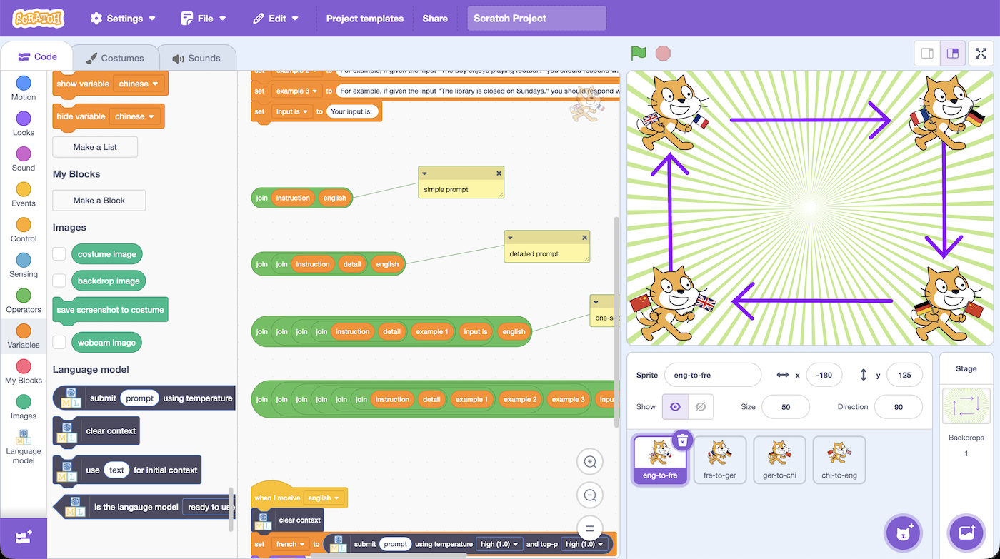 SCRATCH Settings File Edit Project templates Share Scratch Project
Code Costumes Sounds
Motion
Looks
Sound
Events
Control
Sensing
Operators
Variables
My Blocks
Images
Language
model
show variable chinese
hide variable chinese
Make a List
My Blocks
Make a Block
Images
costume image
backdrop image
save screenshot to costume
webcam image
Language model
submit prompt using temperature
ML
clear context
ML
use text for initial context
ML
Is the langauge model ready to use
ML
set example 2 to For example, if given the input "The boy enjoys playing football." you should respond w
set example 3 to For example, if given the input "The library is closed on Sundays." you should respond w
set input is to Your input is:
simple prompt
join instruction english
detailed prompt
join join instruction detail english
one-sh
join join join join instruction detail example 1 input is english
join join join join join join instruction detail example 1 example 2 example 3 input
when I receive english
clear context
ML
set french to submit prompt using temperature high (1.0) and top-p high (1.0)
ML
Sprite eng-to-fre x -180 y 125
Show Size 50 Direction 90
eng-to-fre fre-to-ger ger-to-chi chi-to-eng
Stage
Backdrops
1